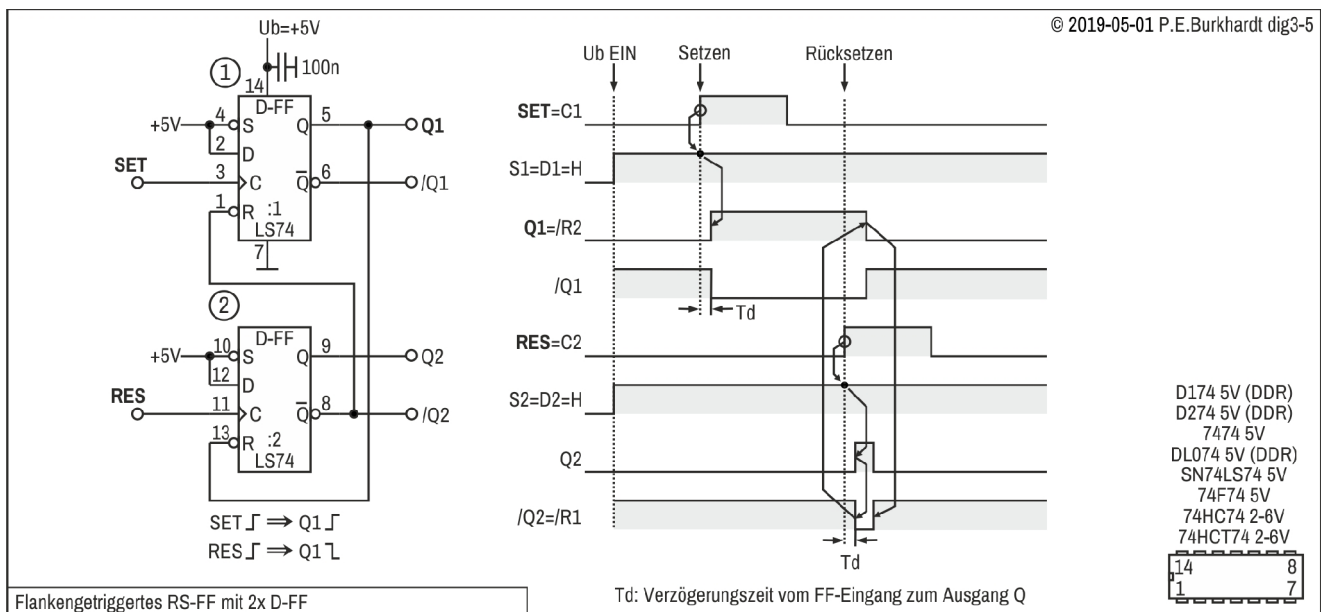 © 2019-05-01 P.E.Burkhardt dig3-5
Ub=+5V
100n
1
14
D-FF
+5V
4
S
Q
5
Q1
2
D
SET
3
C
Q
6
/Q1
1
R
:1
LS74
7
2
D-FF
+5V
10
S
Q
9
Q2
12
D
RES
11
C
Q
8
/Q2
13
R
:2
LS74
SET ⇒ Q1
RES ⇒ Q1
Flankengetriggertes RS-FF mit 2x D-FF
Ub EIN
Setzen
Rücksetzen
SET=C1
S1=D1=H
Q1=/R2
/Q1
Td
RES=C2
S2=D2=H
Q2
/Q2=/R1
Td
Td: Verzögerungszeit vom FF-Eingang zum Ausgang Q
D174 5V (DDR)
D274 5V (DDR)
7474 5V
DL074 5V (DDR)
SN74LS74 5V
74F74 5V
74HC74 2-6V
74HCT74 2-6V
14 8
1 7